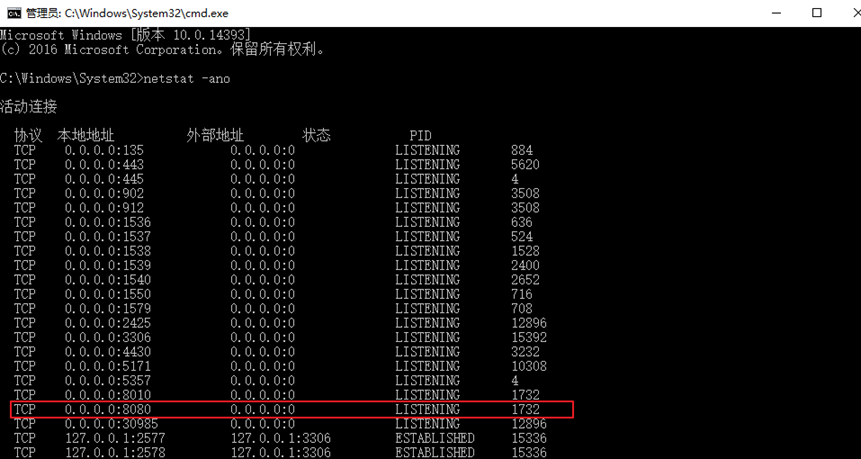 管理员: C:\Windows\System32\cmd.exe
Microsoft Windows [版本 10.0.14393]
(c) 2016 Microsoft Corporation。保留所有权利。
C:\Windows\System32>netstat -ano
活动连接
协议 本地地址 外部地址 状态 PID
TCP 0.0.0.0:135 0.0.0.0:0 LISTENING 884
TCP 0.0.0.0:443 0.0.0.0:0 LISTENING 5620
TCP 0.0.0.0:445 0.0.0.0:0 LISTENING 4
TCP 0.0.0.0:902 0.0.0.0:0 LISTENING 3508
TCP 0.0.0.0:912 0.0.0.0:0 LISTENING 3508
TCP 0.0.0.0:1536 0.0.0.0:0 LISTENING 636
TCP 0.0.0.0:1537 0.0.0.0:0 LISTENING 524
TCP 0.0.0.0:1538 0.0.0.0:0 LISTENING 1528
TCP 0.0.0.0:1539 0.0.0.0:0 LISTENING 2400
TCP 0.0.0.0:1540 0.0.0.0:0 LISTENING 2652
TCP 0.0.0.0:1550 0.0.0.0:0 LISTENING 716
TCP 0.0.0.0:1579 0.0.0.0:0 LISTENING 708
TCP 0.0.0.0:2425 0.0.0.0:0 LISTENING 12896
TCP 0.0.0.0:3306 0.0.0.0:0 LISTENING 15392
TCP 0.0.0.0:4430 0.0.0.0:0 LISTENING 3232
TCP 0.0.0.0:5171 0.0.0.0:0 LISTENING 10308
TCP 0.0.0.0:5357 0.0.0.0:0 LISTENING 4
TCP 0.0.0.0:8010 0.0.0.0:0 LISTENING 1732
TCP 0.0.0.0:8080 0.0.0.0:0 LISTENING 1732
TCP 0.0.0.0:30985 0.0.0.0:0 LISTENING 12896
TCP 127.0.0.1:2577 127.0.0.1:3306 ESTABLISHED 15336
TCP 127.0.0.1:2578 127.0.0.1:3306 ESTABLISHED 15336